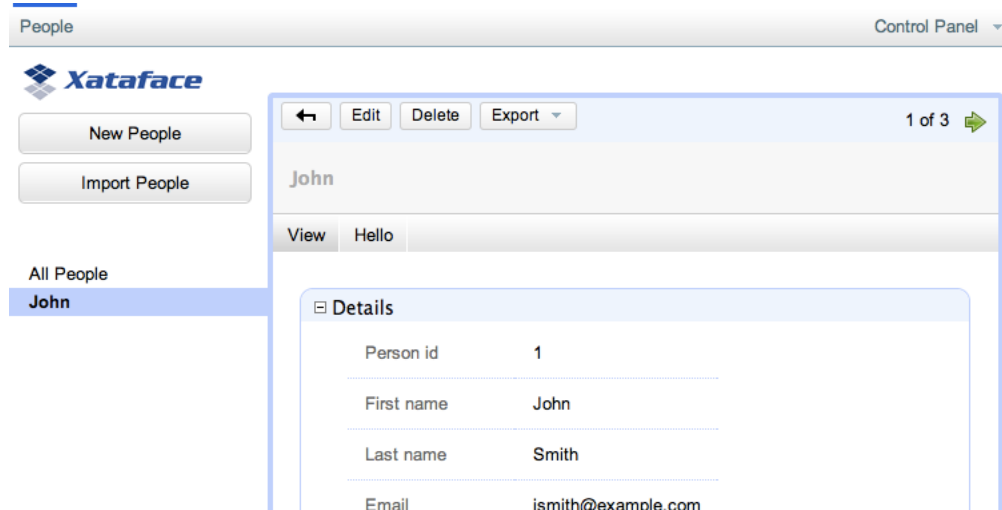 People Control Panel
Xataface
New People
Import People
All People
John
Edit Delete Export 1 of 3
John
View Hello
Details
Person id 1
First name John
Last name Smith
Email jsmith@example.com